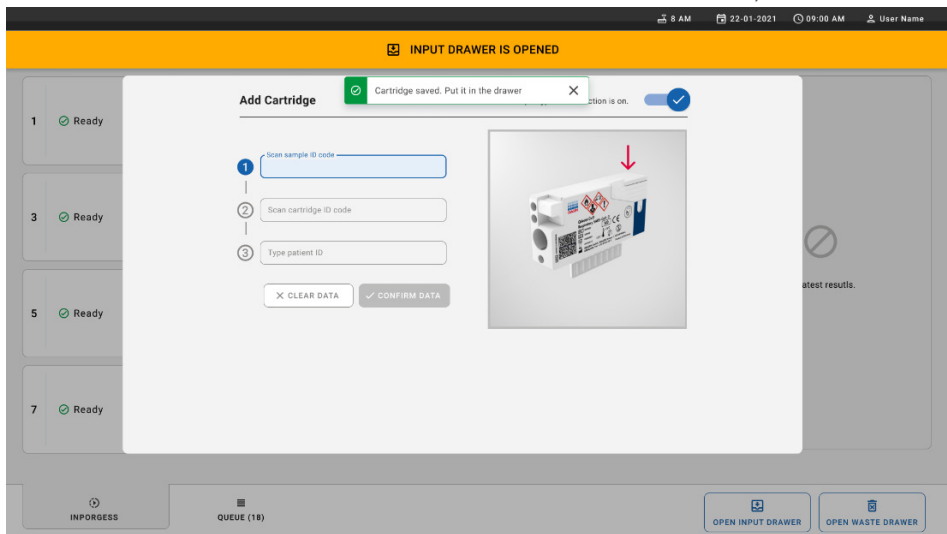 8 AM 22-01-2021 09:00 AM User Name
INPUT DRAWER IS OPENED
Cartridge saved. Put it in the drawer
Add Cartridge
ction is on.
1 Ready
Scan sample ID code
1
2 Scan cartridge ID code
3 Ready
3 Type patient ID
CLEAR DATA CONFIRM DATA
atest resutls.
5 Ready
7 Ready
INPORGESS
QUEUE (18)
OPEN INPUT DRAWER
OPEN WASTE DRAWER